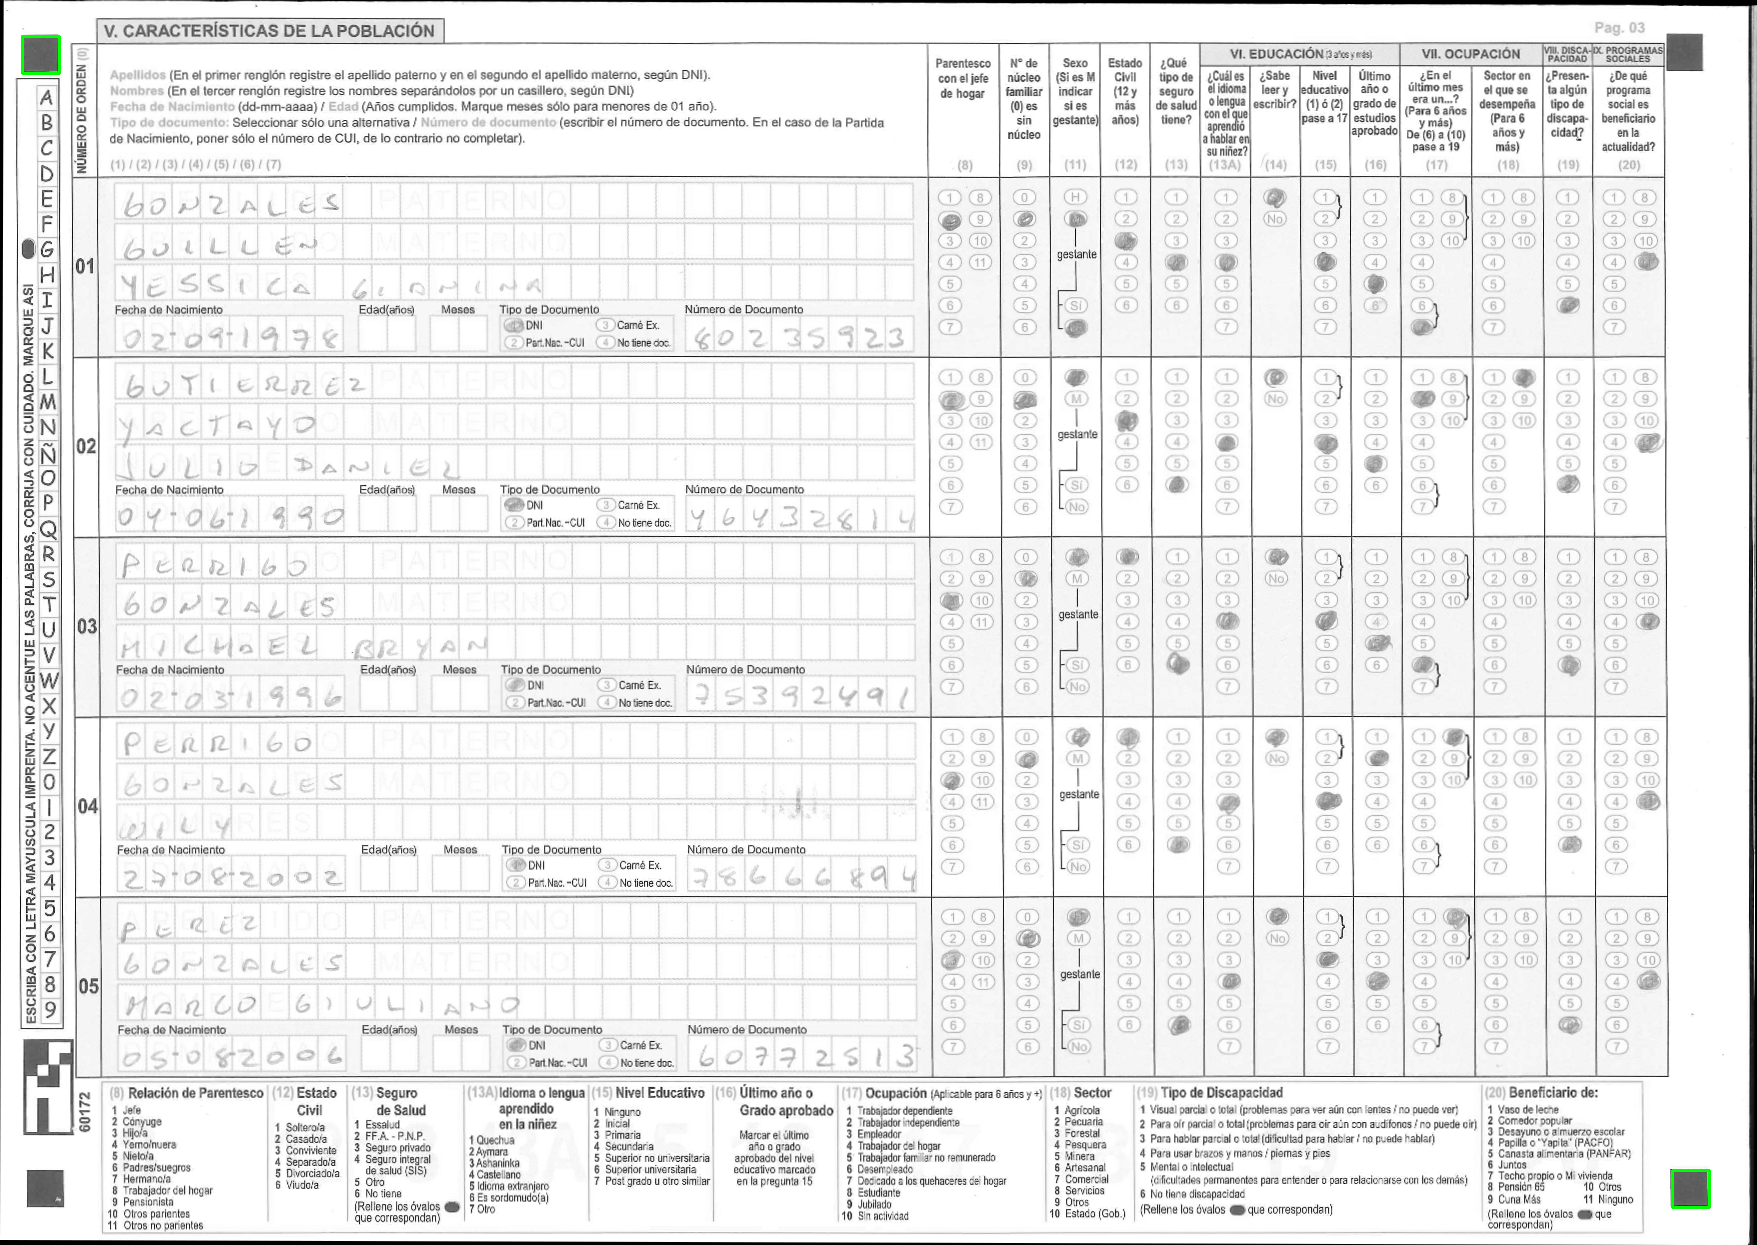 V. CARACTERÍSTICAS DE LA POBLACIÓN
Pag. 03
NÚMERO DE ORDEN (0)
Apellidos (En el primer renglón registre el apellido paterno y en el segundo el apellido materno, según DNI).
Nombres (En el tercer renglón registre los nombres separándolos por un casillero, según DNI)
Fecha de Nacimiento (dd-mm-aaaa) / Edad (Años cumplidos. Marque meses sólo para menores de 01 año).
Tipo de documento: Seleccionar sólo una alternativa / Número de documento (escribir el número de documento. En el caso de la Partida
de Nacimiento, poner sólo el número de CUI, de lo contrario no completar).
(1) / (2) / (3) / (4) / (5) / (6) / (7)
Parentesco con el jefe de hogar (8)
N° de núcleo familiar (0) es sin núcleo (9)
Sexo (Si es M indicar si es gestante) (11)
Estado Civil (12 y más años) (12)
¿Qué tipo de seguro de salud tiene? (13)
VI. EDUCACIÓN (3 años y más)
¿Cuál es el idioma o lengua con el que aprendió a hablar en su niñez? (13A)
¿Sabe leer y escribir? (14)
Nivel educativo (1) ó (2) pase a 17 (15)
Último año o grado de estudios aprobado (16)
VII. OCUPACIÓN
¿En el último mes era un...? (Para 6 años y más) De (6) a (10) pase a 19 (17)
Sector en el que se desempeña (Para 6 años y más) (18)
VIII. DISCAPACIDAD
¿Presenta algún tipo de discapacidad? (19)
IX. PROGRAMAS SOCIALES
¿De qué programa social es beneficiario en la actualidad? (20)
ESCRIBA CON LETRA MAYUSCULA IMPRENTA. NO ACENTUE LAS PALABRAS, CORRIJA CON CUIDADO. MARQUE ASI
A B C D E F G H I J K L M N Ñ O P Q R S T U V W X Y Z 0 1 2 3 4 5 6 7 8 9
01
GONZALES
GUILLEN
YESSICA GIANINA
Fecha de Nacimiento Edad(años) Meses Tipo de Documento Número de Documento
02-09-1978 1 DNI 3 Carné Ex. 2 Part.Nac.-CUI 4 No tiene doc. 80235923
gestante Sí
02
GUTIERREZ
YACTAYO
JULIO DANIEL
Fecha de Nacimiento Edad(años) Meses Tipo de Documento Número de Documento
04-06-1990 DNI 3 Carné Ex. 2 Part.Nac.-CUI 4 No tiene doc. 46432814
gestante Sí No
03
PERRIGO
GONZALES
MICHAEL BRYAN
Fecha de Nacimiento Edad(años) Meses Tipo de Documento Número de Documento
02-03-1996 DNI 3 Carné Ex. 2 Part.Nac.-CUI 4 No tiene doc. 75392491
gestante Sí No
04
PERRIGO
GONZALES
WILY
Fecha de Nacimiento Edad(años) Meses Tipo de Documento Número de Documento
27-08-2002 DNI 3 Carné Ex. 2 Part.Nac.-CUI 4 No tiene doc. 78666894
gestante Sí No
05
PEREZ
GONZALES
MARCO GIULIANO
Fecha de Nacimiento Edad(años) Meses Tipo de Documento Número de Documento
05-08-2006 DNI 3 Carné Ex. 2 Part.Nac.-CUI 4 No tiene doc. 60772513
gestante Sí No
60172
(8) Relación de Parentesco
1 Jefe
2 Cónyuge
3 Hijo/a
4 Yerno/nuera
5 Nieto/a
6 Padres/suegros
7 Hermano/a
8 Trabajador del hogar
9 Pensionista
10 Otros parientes
11 Otros no parientes
(12) Estado Civil
1 Soltero/a
2 Casado/a
3 Conviviente
4 Separado/a
5 Divorciado/a
6 Viudo/a
(13) Seguro de Salud
1 Essalud
2 FF.A. - P.N.P.
3 Seguro privado
4 Seguro integral de salud (SIS)
5 Otro
6 No tiene
(Rellene los óvalos que correspondan)
(13A) Idioma o lengua aprendido en la niñez
1 Quechua
2 Aymara
3 Ashaninka
4 Castellano
5 Idioma extranjero
6 Es sordomudo(a)
7 Otro
(15) Nivel Educativo
1 Ninguno
2 Inicial
3 Primaria
4 Secundaria
5 Superior no universitaria
6 Superior universitaria
7 Post grado u otro similar
(16) Último año o Grado aprobado
Marcar el último año o grado aprobado del nivel educativo marcado en la pregunta 15
(17) Ocupación (Aplicable para 6 años y +)
1 Trabajador dependiente
2 Trabajador independiente
3 Empleador
4 Trabajador del hogar
5 Trabajador familiar no remunerado
6 Desempleado
7 Dedicado a los quehaceres del hogar
8 Estudiante
9 Jubilado
10 Sin actividad
(18) Sector
1 Agrícola
2 Pecuaria
3 Forestal
4 Pesquera
5 Minera
6 Artesanal
7 Comercial
8 Servicios
9 Otros
10 Estado (Gob.)
(19) Tipo de Discapacidad
1 Visual parcial o total (problemas para ver aún con lentes / no puede ver)
2 Para oír parcial o total (problemas para oir aún con audífonos / no puede oir)
3 Para hablar parcial o total (dificultad para hablar / no puede hablar)
4 Para usar brazos y manos / piernas y pies
5 Mental o intelectual
(dificultades permanentes para entender o para relacionarse con los demás)
6 No tiene discapacidad
(Rellene los óvalos que correspondan)
(20) Beneficiario de:
1 Vaso de leche
2 Comedor popular
3 Desayuno o almuerzo escolar
4 Papilla o "Yapita" (PACFO)
5 Canasta alimentaria (PANFAR)
6 Juntos
7 Techo propio o Mi vivienda
8 Pensión 65 10 Otros
9 Cuna Más 11 Ninguno
(Rellene los óvalos que correspondan)